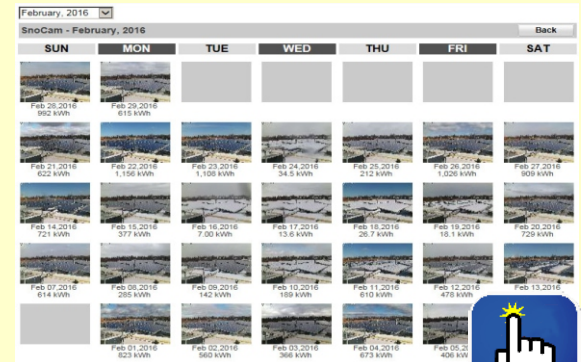 February, 2016
SnoCam - February, 2016
Back
SUN MON TUE WED THU FRI SAT
Feb 28,2016 Feb 29,2016
992 kWh 615 kWh
Feb 21,2016 Feb 22,2016 Feb 23,2016 Feb 24,2016 Feb 25,2016 Feb 26,2016 Feb 27,2016
622 kWh 1,156 kWh 1,108 kWh 34.5 kWh 212 kWh 1,026 kWh 909 kWh
Feb 14,2016 Feb 15,2016 Feb 16,2016 Feb 17,2016 Feb 18,2016 Feb 19,2016 Feb 20,2016
721 kWh 377 kWh 7.00 kWh 13.6 kWh 26.7 kWh 18.1 kWh 729 kWh
Feb 07,2016 Feb 08,2016 Feb 09,2016 Feb 10,2016 Feb 11,2016 Feb 12,2016 Feb 13,2016
614 kWh 285 kWh 142 kWh 189 kWh 610 kWh 478 kWh
Feb 01,2016 Feb 02,2016 Feb 03,2016 Feb 04,2016 Feb 05,20
823 kWh 560 kWh 366 kWh 673 kWh 406 kWh